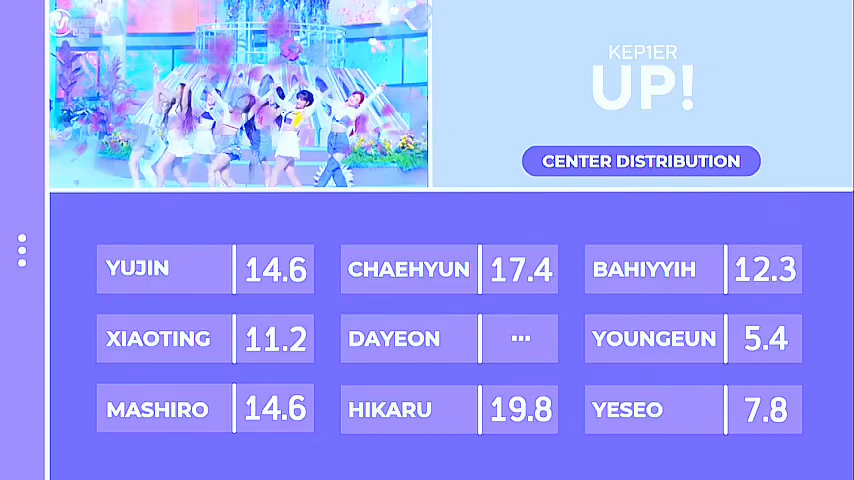 KEP1ER
UP!
CENTER DISTRIBUTION
YUJIN 14.6
CHAEHYUN 17.4
BAHIYYIH 12.3
XIAOTING 11.2
DAYEON ...
YOUNGEUN 5.4
MASHIRO 14.6
HIKARU 19.8
YESEO 7.8